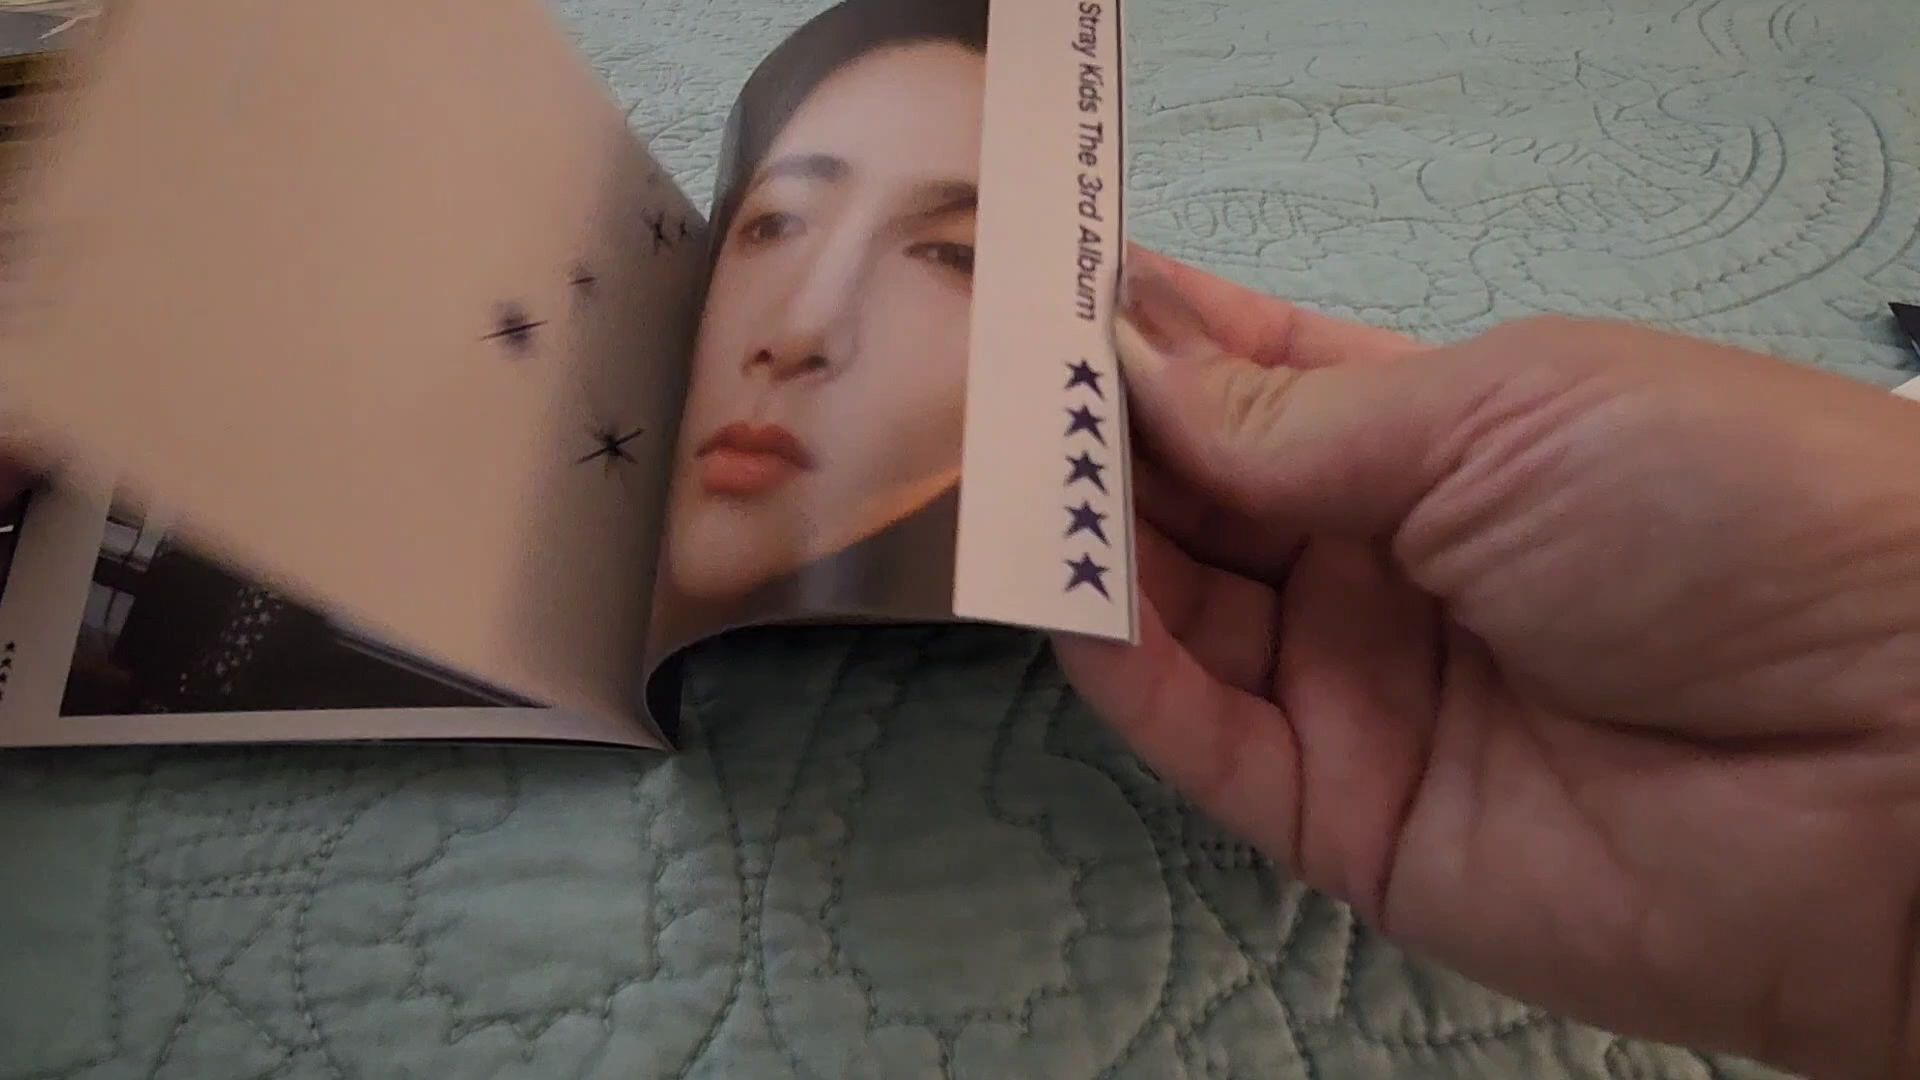 Stray Kids The 3rd Album ★★★★★